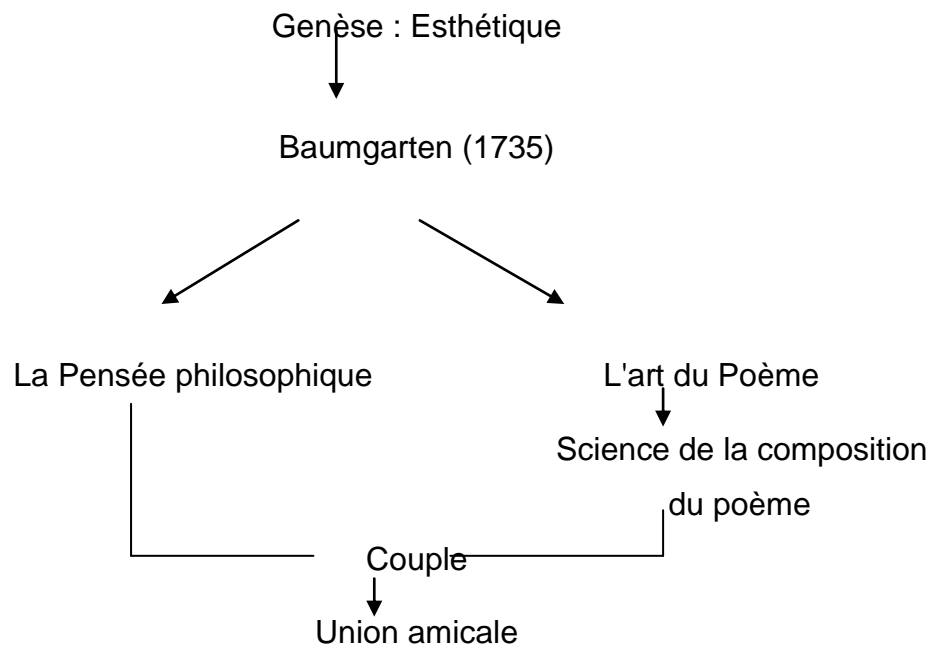 Genèse : Esthétique
Baumgarten (1735)
La Pensée philosophique
L'art du Poème
Science de la composition
du poème
Couple
Union amicale